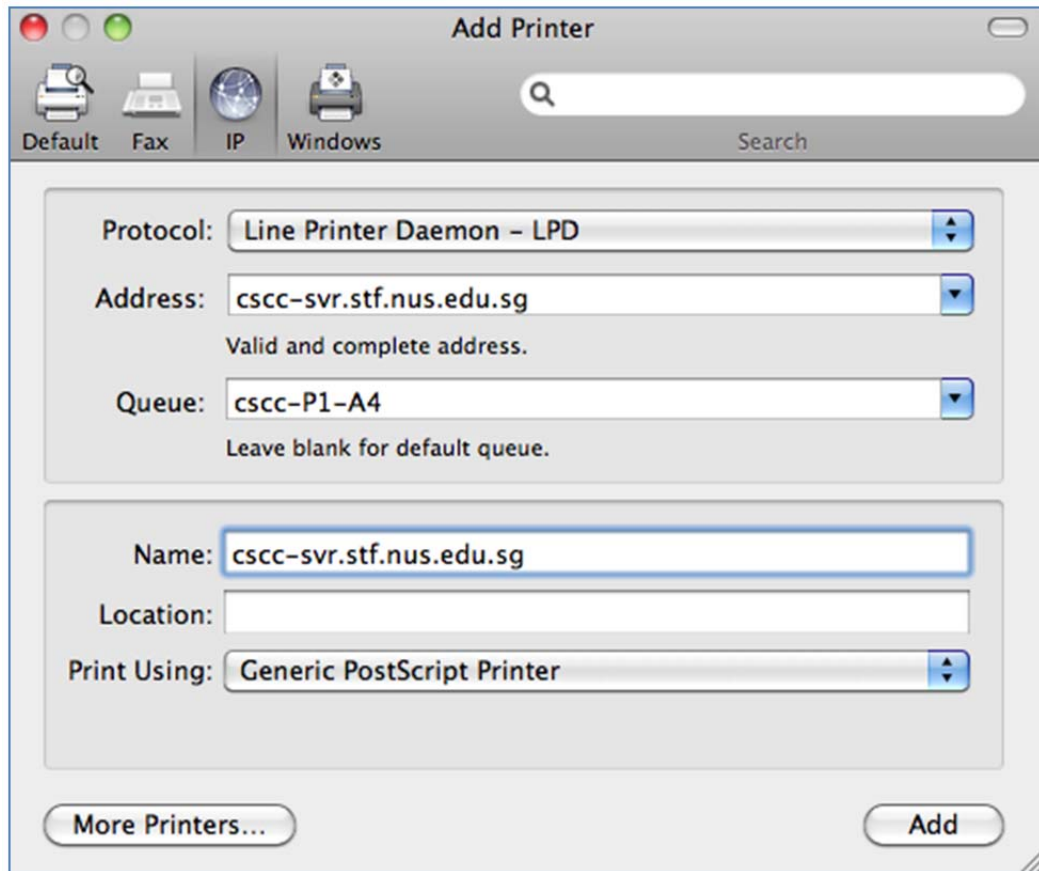 Add Printer
Default Fax IP Windows Search
Protocol: Line Printer Daemon – LPD
Address: cscc-svr.stf.nus.edu.sg
Valid and complete address.
Queue: cscc-P1-A4
Leave blank for default queue.
Name: cscc-svr.stf.nus.edu.sg
Location:
Print Using: Generic PostScript Printer
More Printers... Add